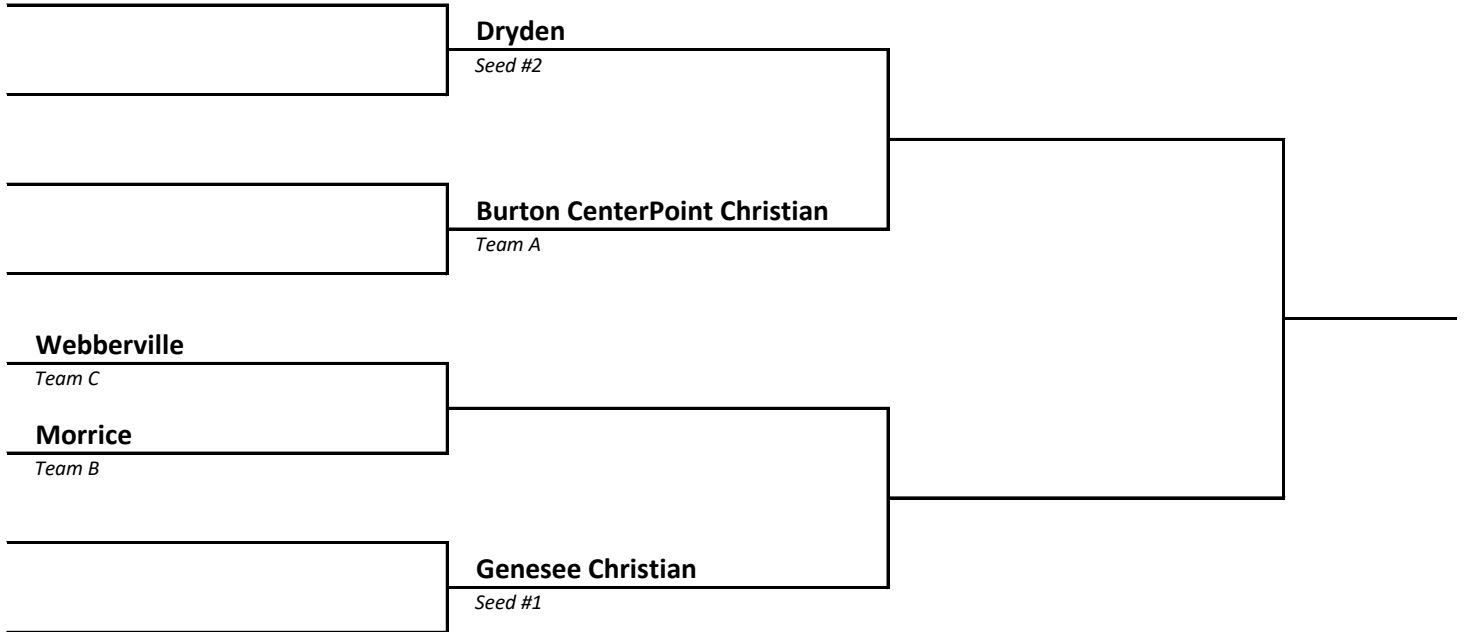 Dryden
Seed #2
Burton CenterPoint Christian
Team A
Webberville
Team C
Morrice
Team B
Genesee Christian
Seed #1